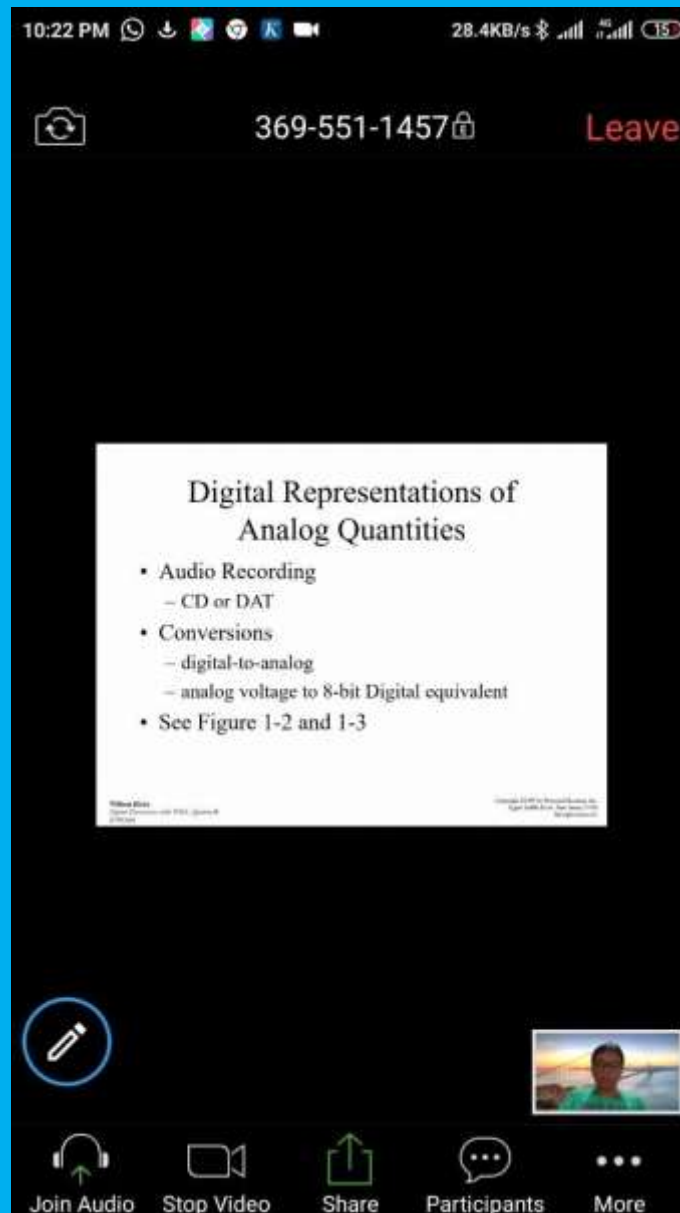 10:22 PM 28.4KB/s 4G 15
369-551-1457 Leave
Digital Representations of
Analog Quantities
• Audio Recording
– CD or DAT
• Conversions
– digital-to-analog
– analog voltage to 8-bit Digital equivalent
• See Figure 1-2 and 1-3
Join Audio Stop Video Share Participants More